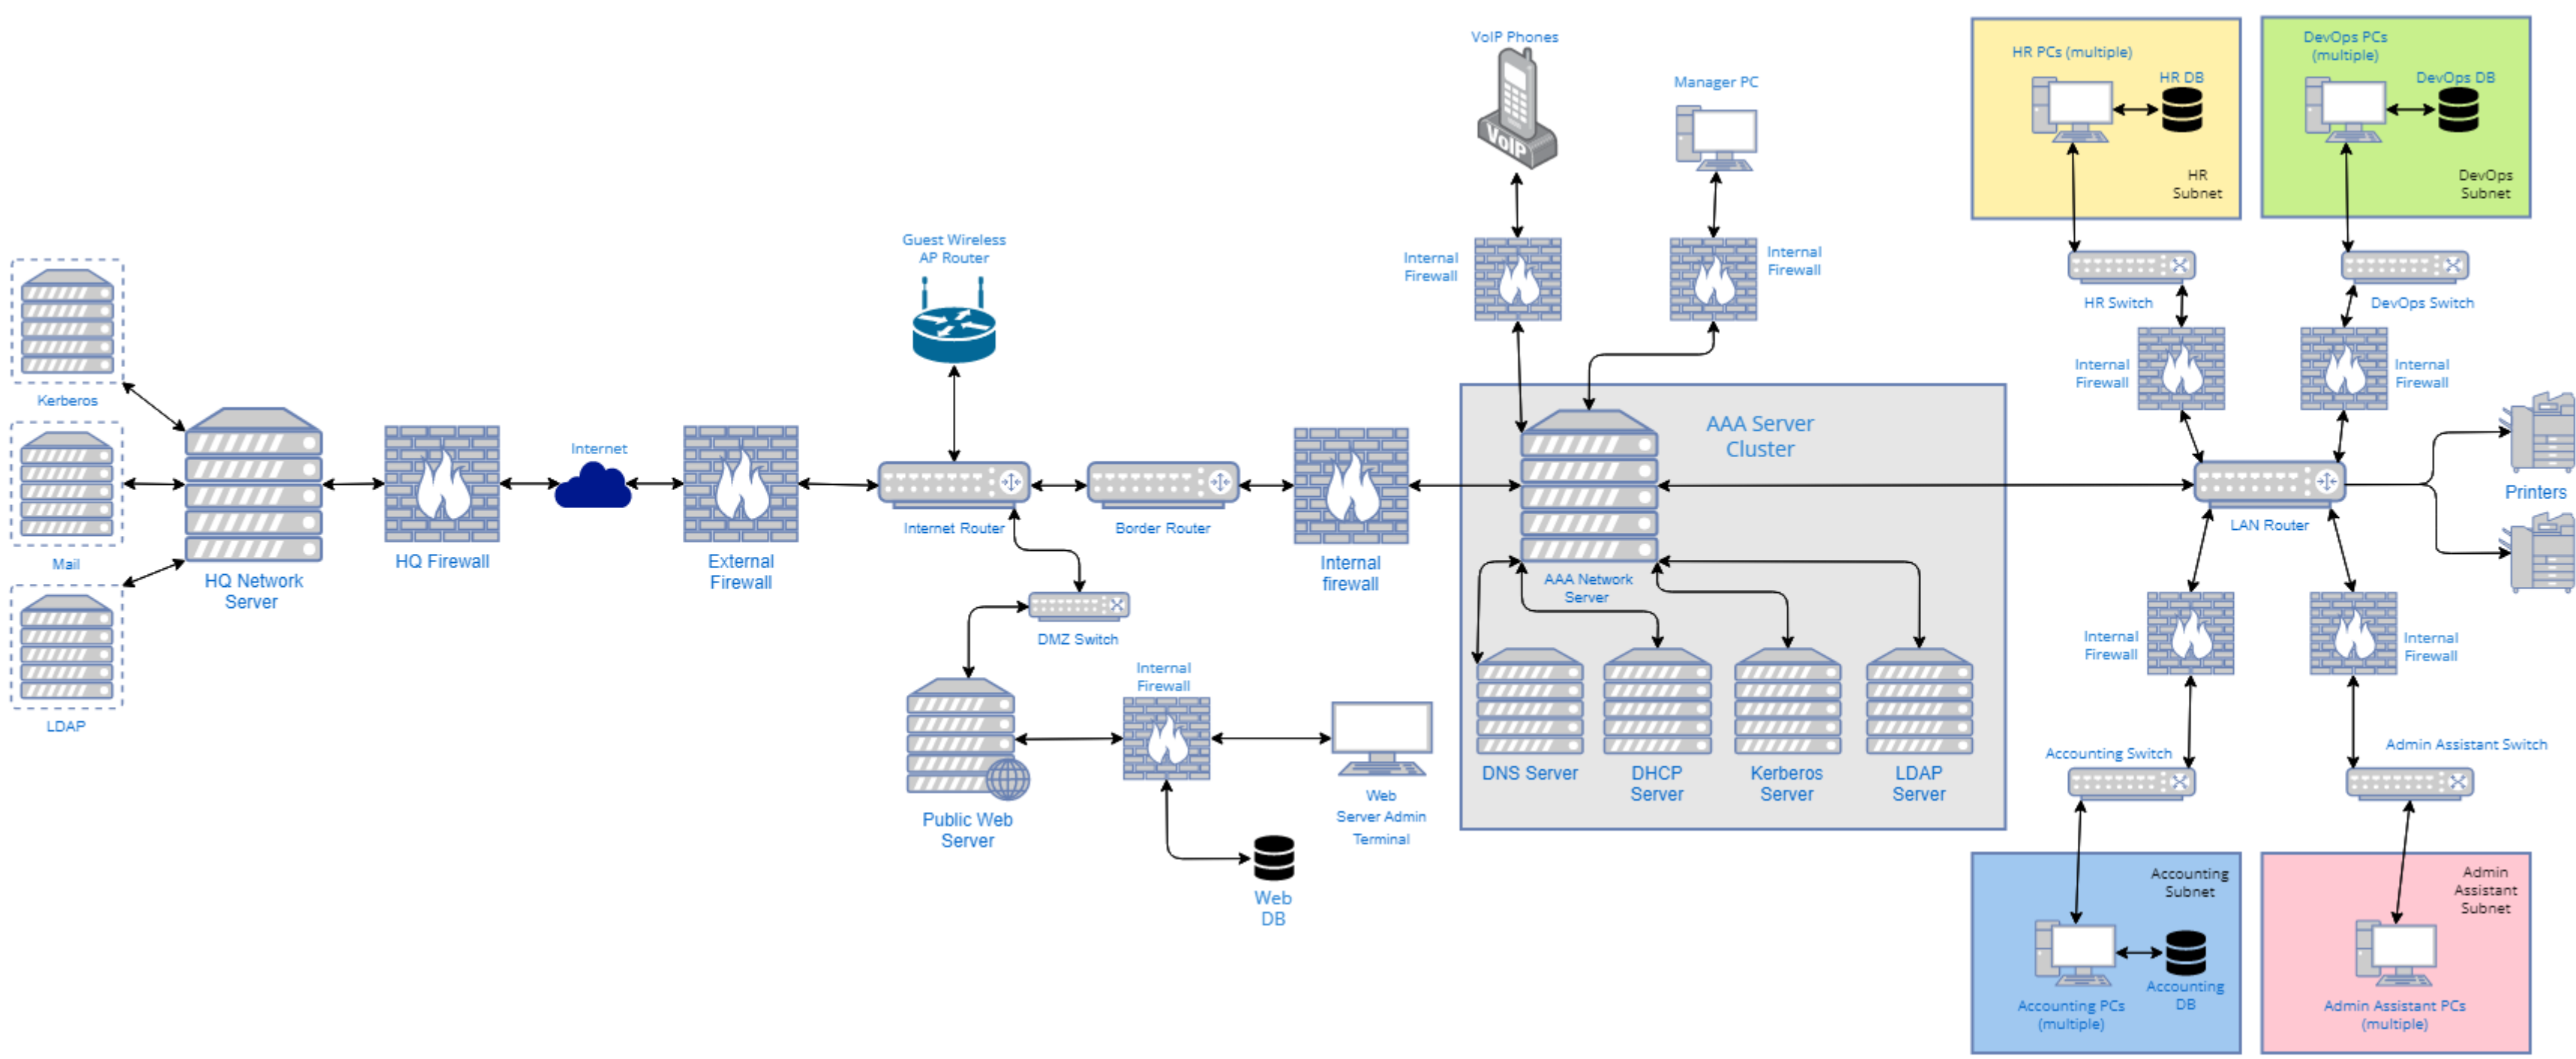 Kerberos
Mail
LDAP
HQ Network
Server
HQ Firewall
Internet
External
Firewall
Guest Wireless
AP Router
Internet Router
Border Router
DMZ Switch
Public Web
Server
Internal
Firewall
Web
Server Admin
Terminal
Web
DB
Internal
firewall
VoIP Phones
VoIP
Manager PC
Internal
Firewall
Internal
Firewall
AAA Server
Cluster
AAA Network
Server
DNS Server
DHCP
Server
Kerberos
Server
LDAP
Server
HR PCs (multiple)
HR DB
HR
Subnet
DevOps PCs
(multiple)
DevOps DB
DevOps
Subnet
HR Switch
DevOps Switch
Internal
Firewall
Internal
Firewall
LAN Router
Printers
Internal
Firewall
Internal
Firewall
Accounting Switch
Admin Assistant Switch
Accounting
Subnet
Accounting PCs
(multiple)
Accounting
DB
Admin
Assistant
Subnet
Admin Assistant PCs
(multiple)